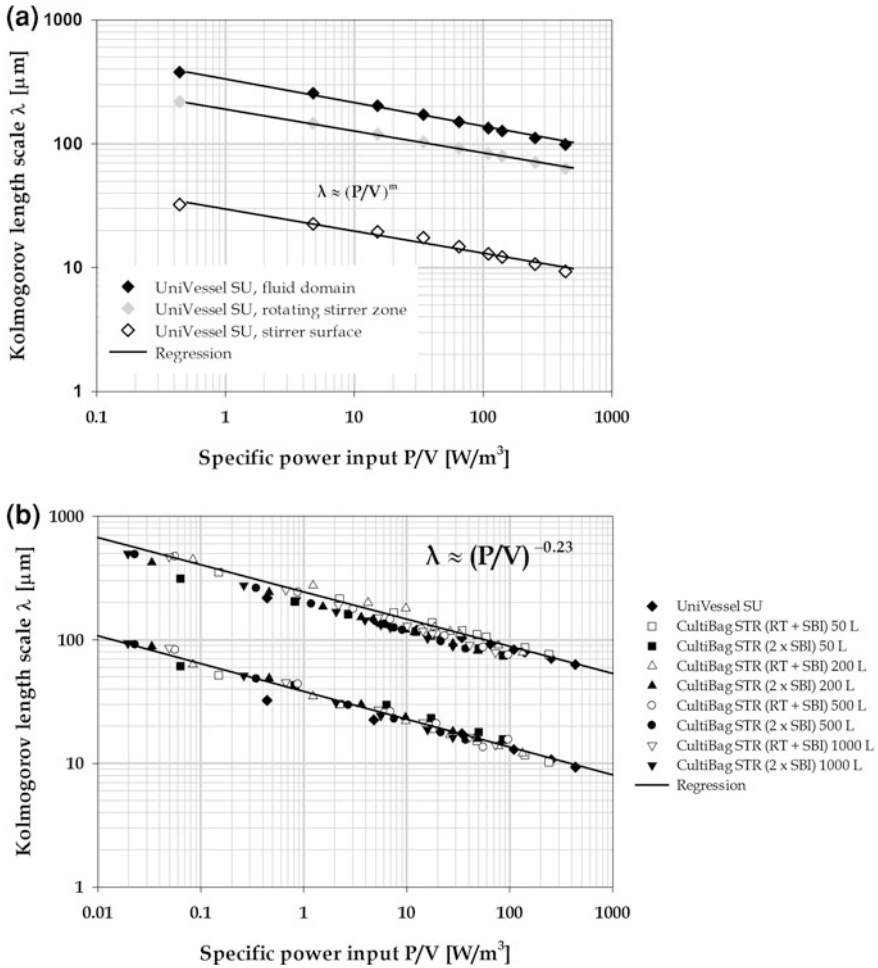 (a)
1000
100
10
1
Kolmogorov length scale λ [μm]
λ ≈ (P/V)^m
UniVessel SU, fluid domain
UniVessel SU, rotating stirrer zone
UniVessel SU, stirrer surface
Regression
0.1 1 10 100 1000
Specific power input P/V [W/m³]
(b)
1000
100
10
1
Kolmogorov length scale λ [μm]
λ ≈ (P/V)^−0.23
UniVessel SU
CultiBag STR (RT + SBI) 50 L
CultiBag STR (2 x SBI) 50 L
CultiBag STR (RT + SBI) 200 L
CultiBag STR (2 x SBI) 200 L
CultiBag STR (RT + SBI) 500 L
CultiBag STR (2 x SBI) 500 L
CultiBag STR (RT + SBI) 1000 L
CultiBag STR (2 x SBI) 1000 L
Regression
0.01 0.1 1 10 100 1000
Specific power input P/V [W/m³]